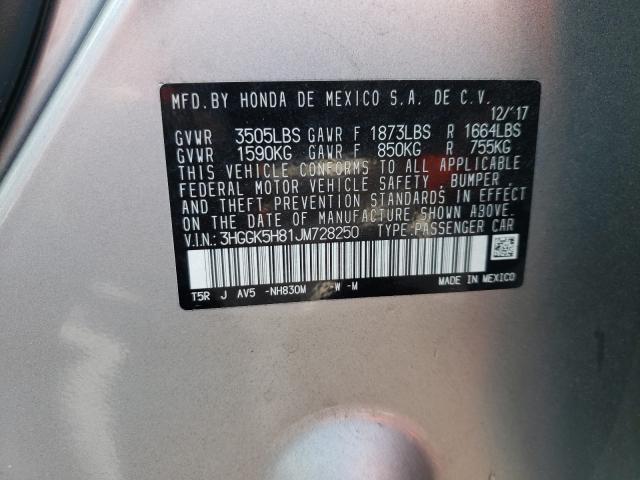 MFD. BY HONDA DE MEXICO S.A. DE C.V.
12/'17
GVWR 3505LBS GAWR F 1873LBS R 1664LBS
GVWR 1590KG GAWR F 850KG R 755KG
THIS VEHICLE CONFORMS TO ALL APPLICABLE
FEDERAL MOTOR VEHICLE SAFETY, BUMPER,
AND THEFT PREVENTION STANDARDS IN EFFECT
ON THE DATE OF MANUFACTURE SHOWN ABOVE.
V.I.N.: 3HGGK5H81JM728250 TYPE:PASSENGER CAR
T5R J AV5 -NH830M -W -M
MADE IN MEXICO